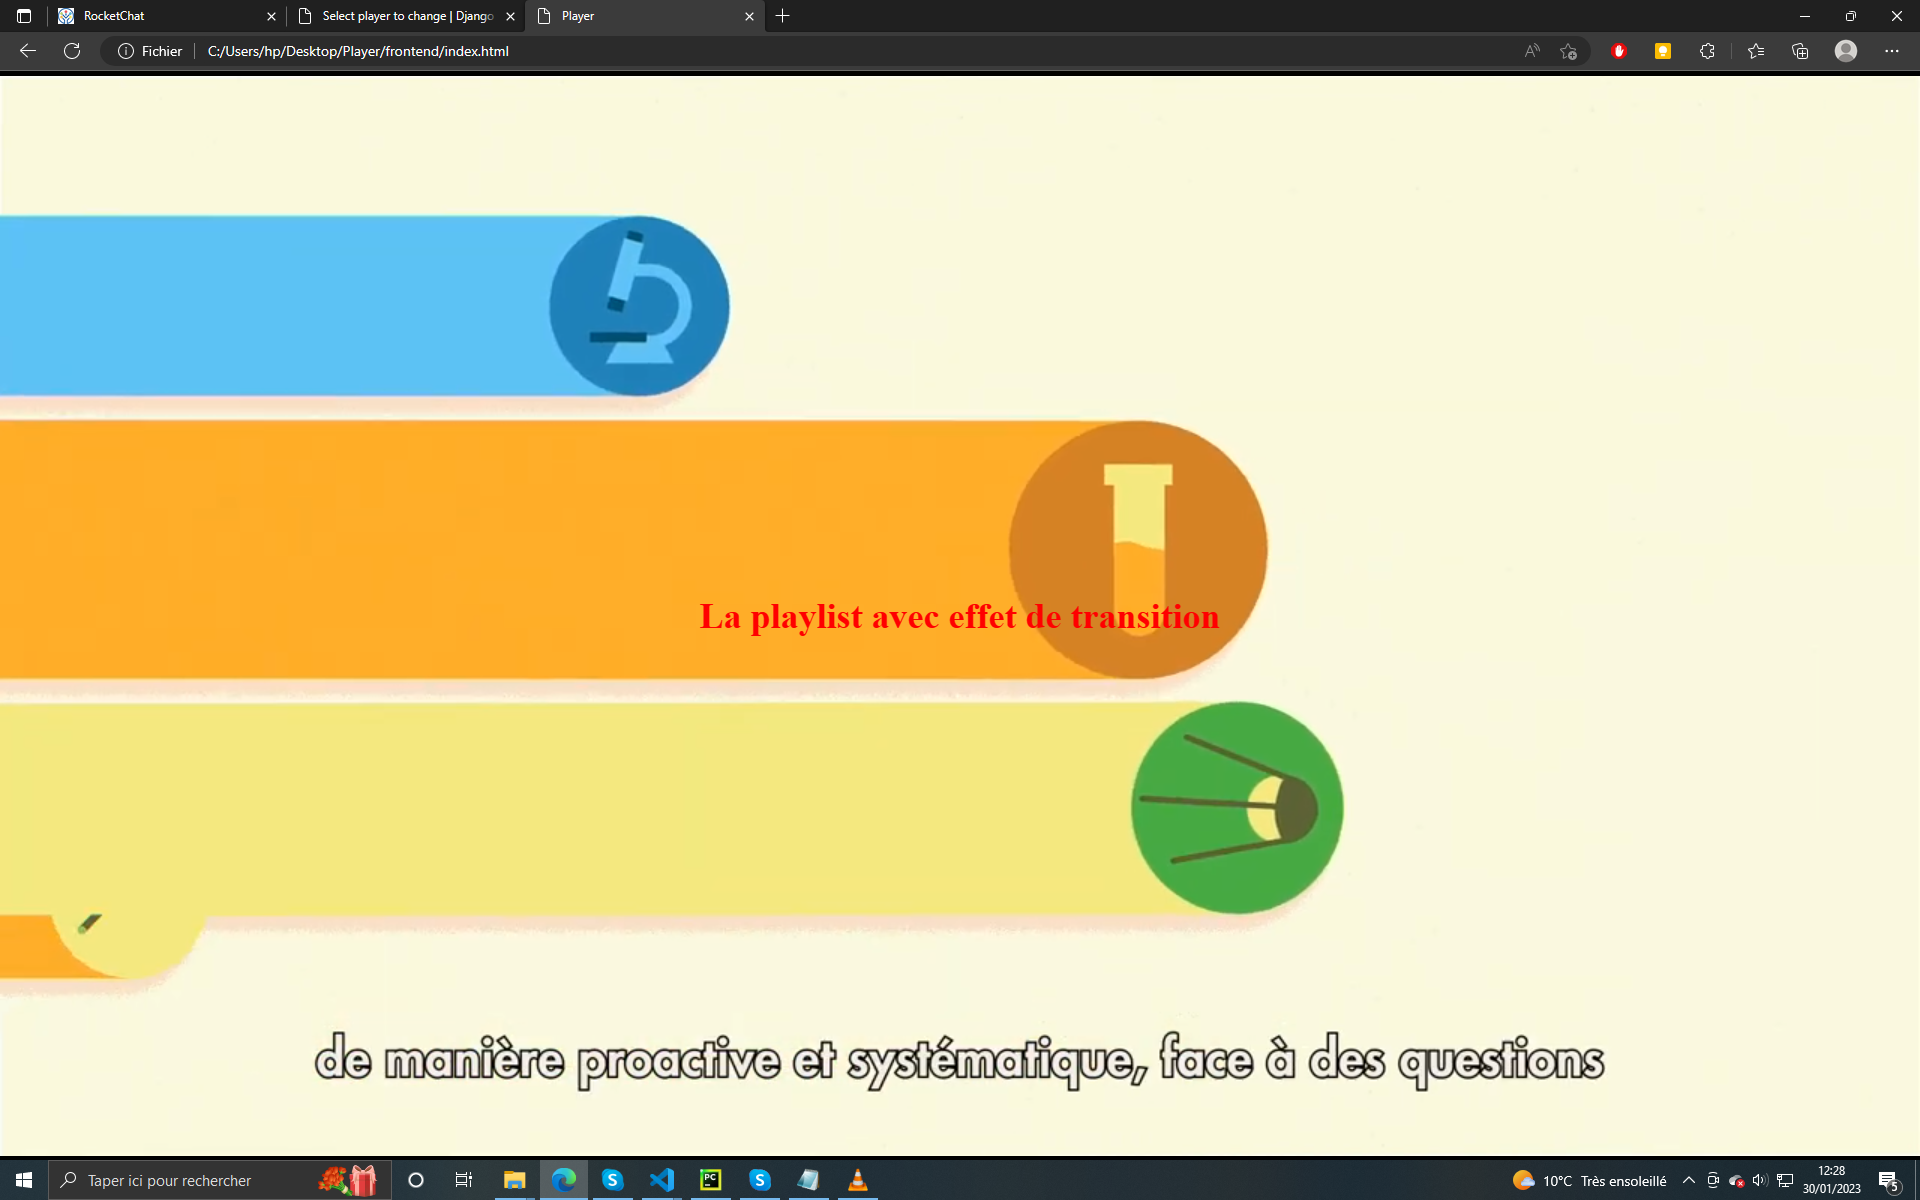 RocketChat
Select player to change | Django
Player
Fichier
C:/Users/hp/Desktop/Player/frontend/index.html
La playlist avec effet de transition
de manière proactive et systématique, face à des questions
Taper ici pour rechercher
10°C Très ensoleillé
12:28
30/01/2023
5